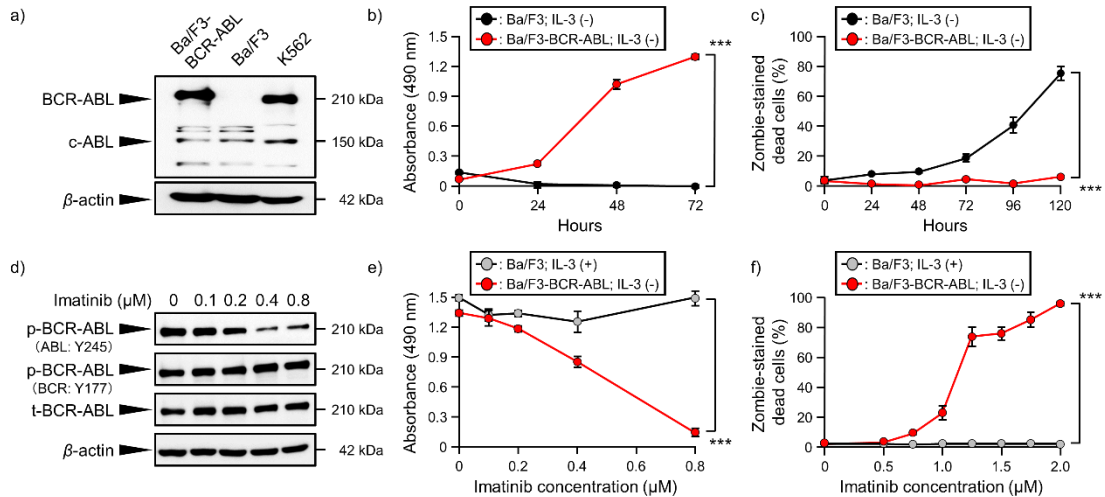 a)
Ba/F3-
BCR-ABL
Ba/F3
K562
BCR-ABL
210 kDa
c-ABL
150 kDa
β-actin
42 kDa
b)
: Ba/F3; IL-3 (-)
: Ba/F3-BCR-ABL; IL-3 (-)
Absorbance (490 nm)
1.5
1.2
0.9
0.6
0.3
0
0 24 48 72
Hours
***
c)
: Ba/F3; IL-3 (-)
: Ba/F3-BCR-ABL; IL-3 (-)
Zombie-stained
dead cells (%)
100
80
60
40
20
0
0 24 48 72 96 120
Hours
***
d)
Imatinib (μM) 0 0.1 0.2 0.4 0.8
p-BCR-ABL
(ABL: Y245)
210 kDa
p-BCR-ABL
(BCR: Y177)
210 kDa
t-BCR-ABL
210 kDa
β-actin
42 kDa
e)
: Ba/F3; IL-3 (+)
: Ba/F3-BCR-ABL; IL-3 (-)
Absorbance (490 nm)
1.5
1.2
0.9
0.6
0.3
0
0 0.2 0.4 0.8
Imatinib concentration (μM)
***
f)
: Ba/F3; IL-3 (+)
: Ba/F3-BCR-ABL; IL-3 (-)
Zombie-stained
dead cells (%)
100
80
60
40
20
0
0 0.5 1.0 1.5 2.0
Imatinib concentration (μM)
***